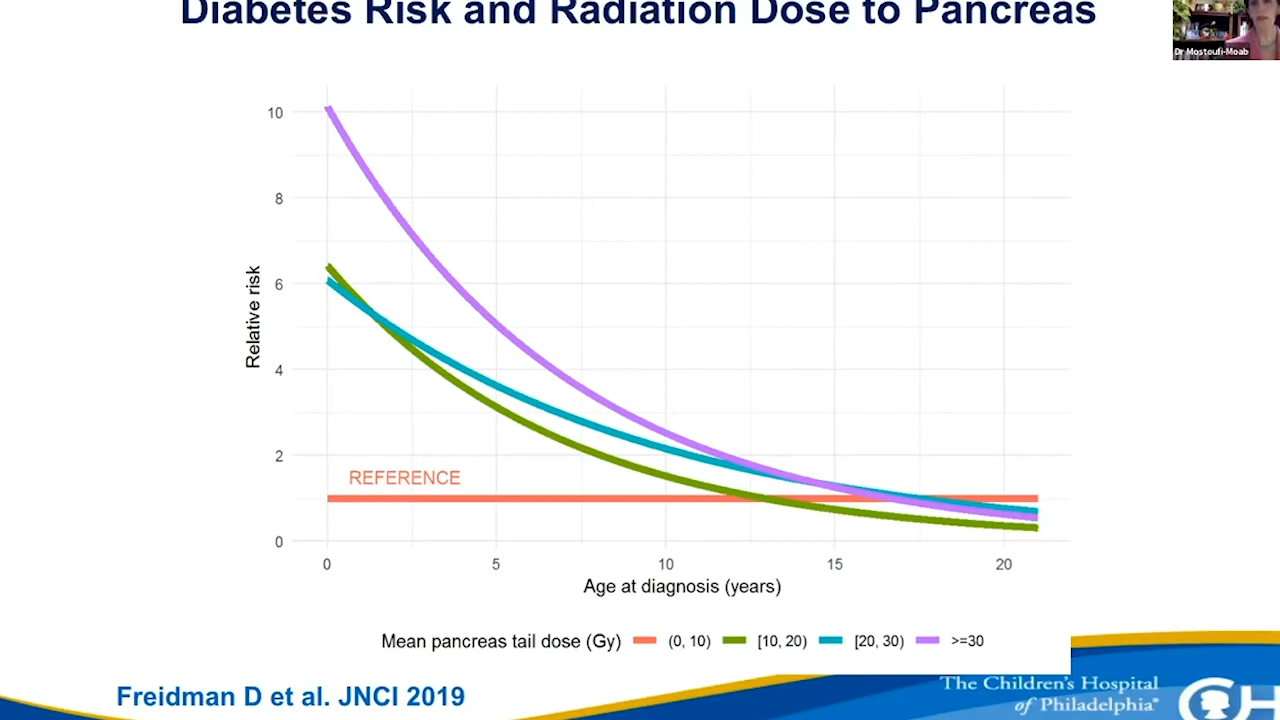 Diabetes Risk and Radiation Dose to Pancreas
Dr Mostoufi-Moab
10
8
6
4
2
0
Relative risk
REFERENCE
0 5 10 15 20
Age at diagnosis (years)
Mean pancreas tail dose (Gy) (0, 10) [10, 20) [20, 30) >=30
Freidman D et al. JNCI 2019
The Children's Hospital
of Philadelphia®
CH